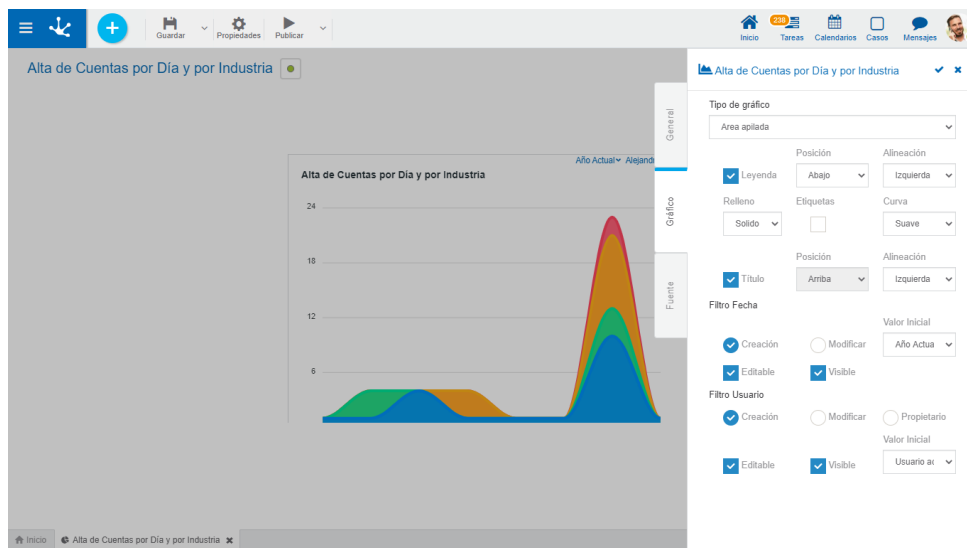 Guardar
Propiedades
Publicar
Inicio
238
Tareas
Calendarios
Casos
Mensajes
Alta de Cuentas por Día y por Industria
Año Actual
Alta de Cuentas por Día y por Industria
24
18
12
6
General
Gráfico
Fuente
Alta de Cuentas por Día y por Industria
Tipo de gráfico
Area apilada
Posición Alineación
Leyenda Abajo Izquierda
Relleno Etiquetas Curva
Solido Suave
Posición Alineación
Título Arriba Izquierda
Filtro Fecha
Valor Inicial
Creación Modificar Año Actua
Editable Visible
Filtro Usuario
Creación Modificar Propietario
Valor Inicial
Editable Visible Usuario
Inicio
Alta de Cuentas por Día y por Industria